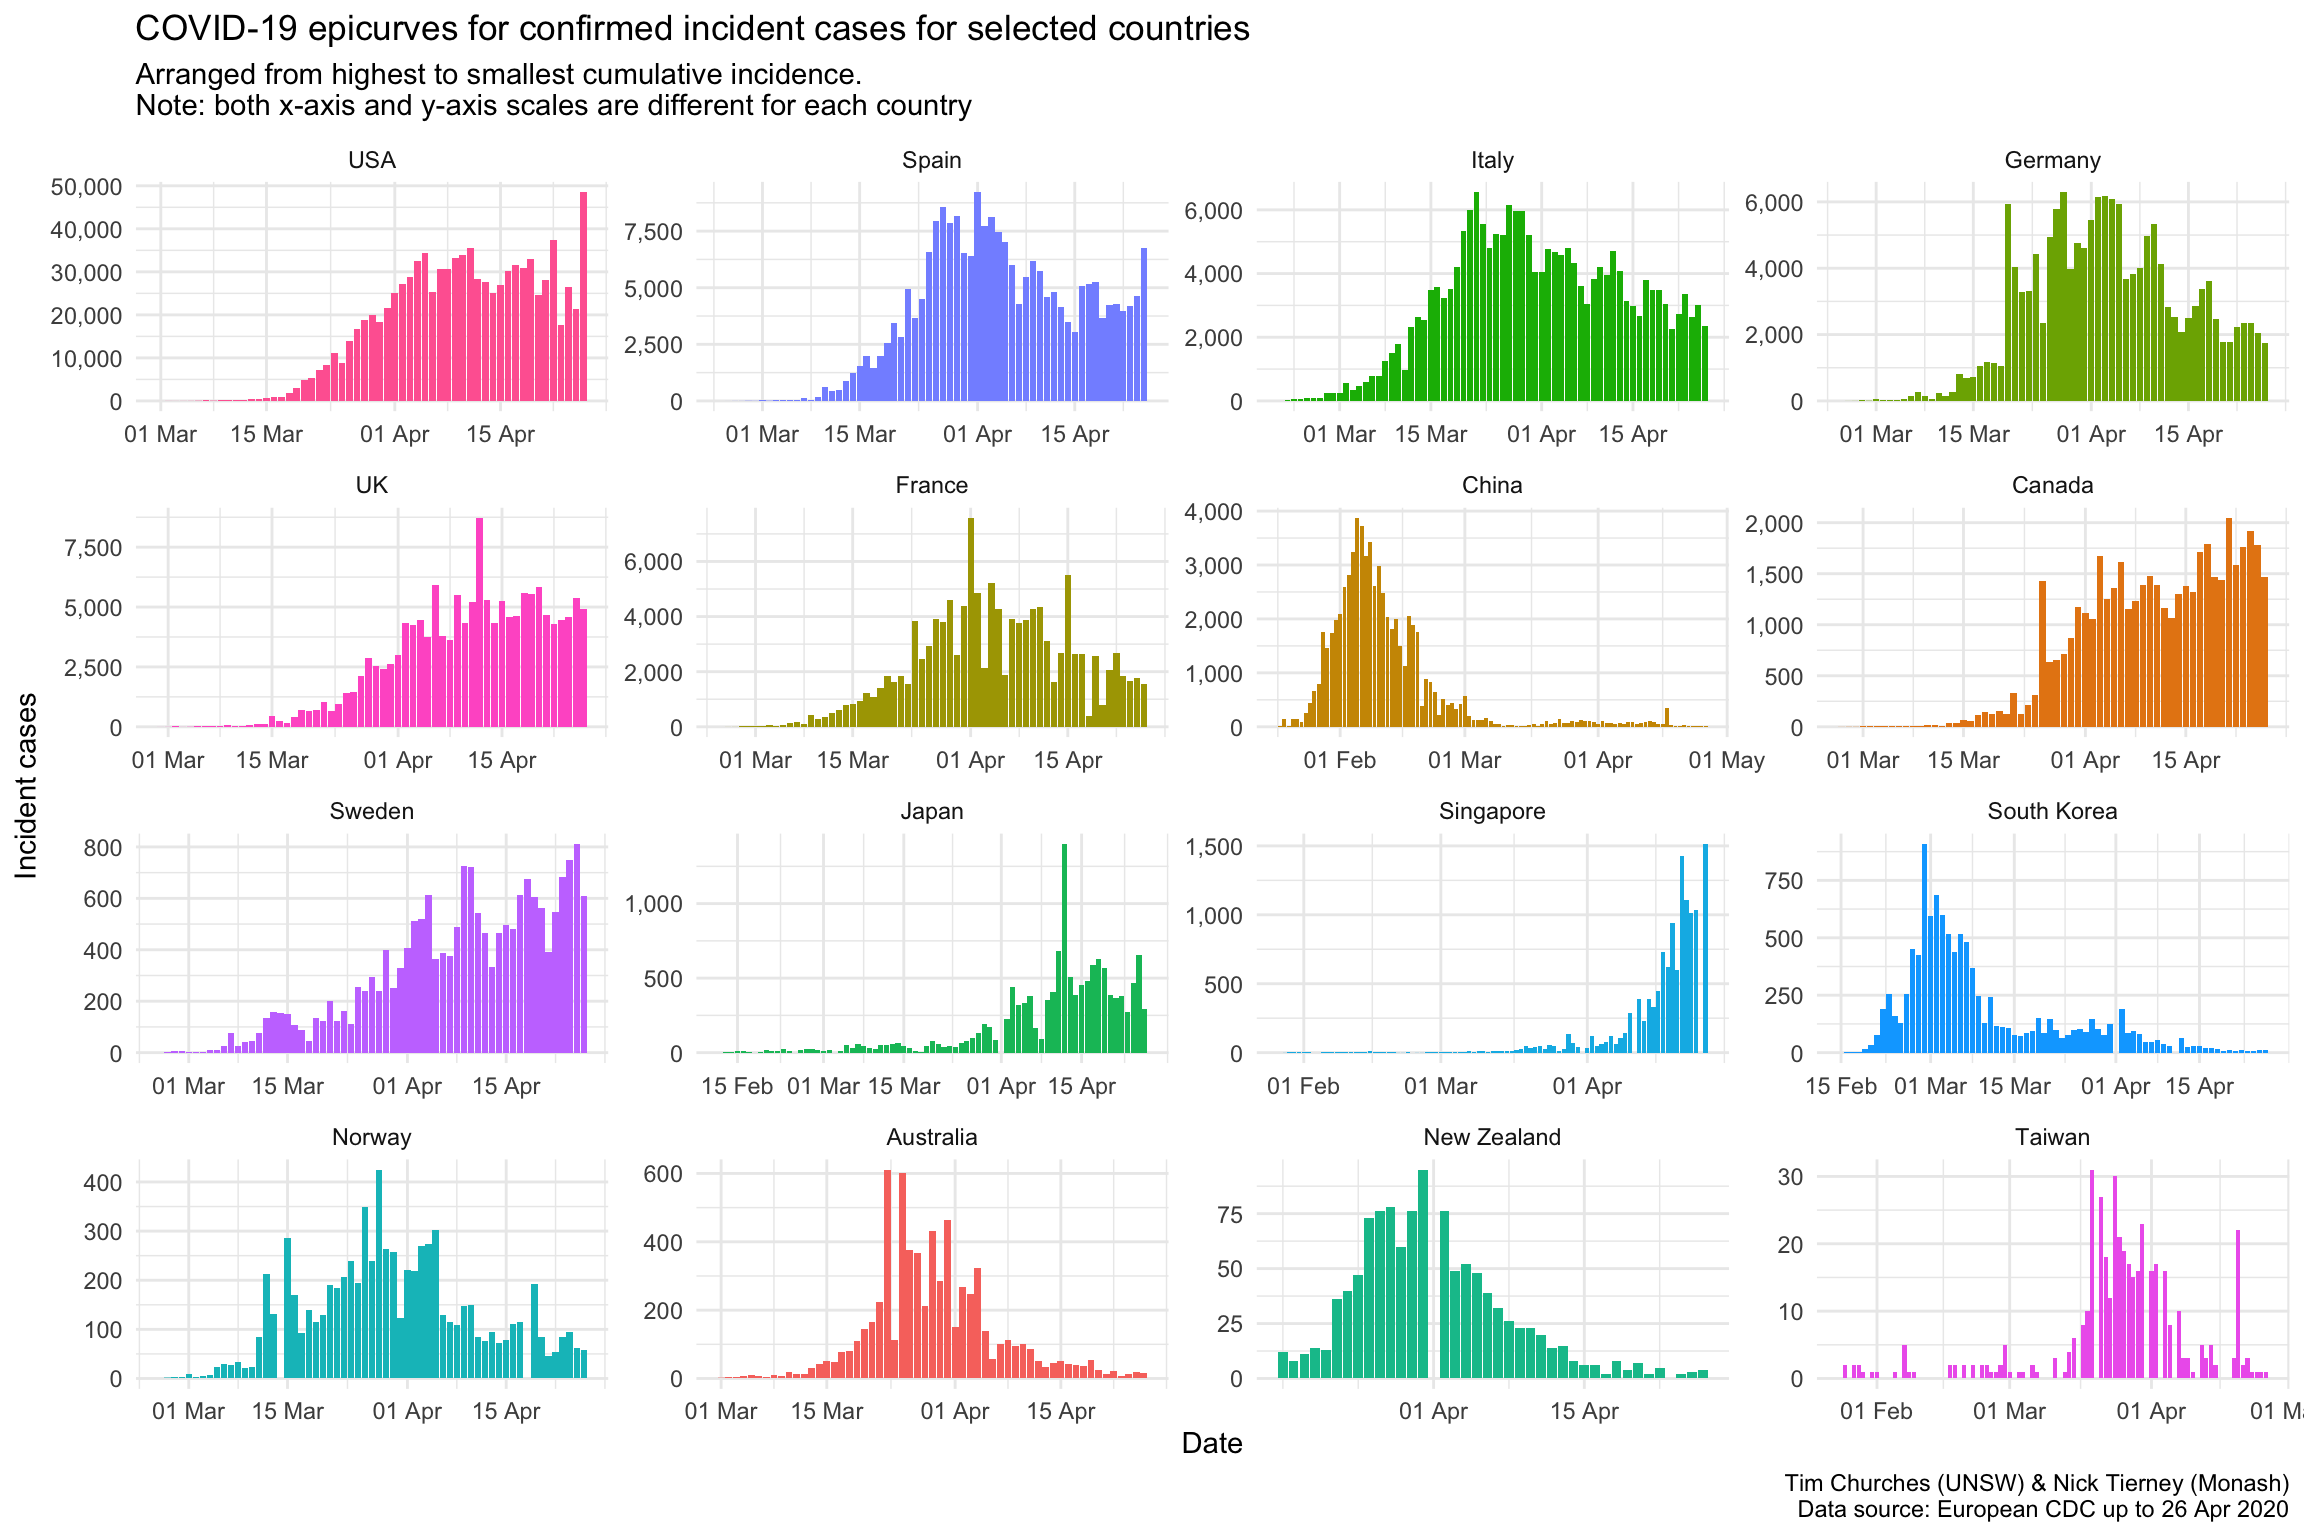 COVID-19 epicurves for confirmed incident cases for selected countries
Arranged from highest to smallest cumulative incidence.
Note: both x-axis and y-axis scales are different for each country
Incident cases
USA
50,000
40,000
30,000
20,000
10,000
0
01 Mar 15 Mar 01 Apr 15 Apr
Spain
7,500
5,000
2,500
0
01 Mar 15 Mar 01 Apr 15 Apr
Italy
6,000
4,000
2,000
0
01 Mar 15 Mar 01 Apr 15 Apr
Germany
6,000
4,000
2,000
0
01 Mar 15 Mar 01 Apr 15 Apr
UK
7,500
5,000
2,500
0
01 Mar 15 Mar 01 Apr 15 Apr
France
6,000
4,000
2,000
0
01 Mar 15 Mar 01 Apr 15 Apr
China
4,000
3,000
2,000
1,000
0
01 Feb 01 Mar 01 Apr 01 May
Canada
2,000
1,500
1,000
500
0
01 Mar 15 Mar 01 Apr 15 Apr
Sweden
800
600
400
200
0
01 Mar 15 Mar 01 Apr 15 Apr
Japan
1,000
500
0
15 Feb 01 Mar 15 Mar 01 Apr 15 Apr
Singapore
1,500
1,000
500
0
01 Feb 01 Mar 01 Apr
South Korea
750
500
250
0
15 Feb 01 Mar 15 Mar 01 Apr 15 Apr
Norway
400
300
200
100
0
01 Mar 15 Mar 01 Apr 15 Apr
Australia
600
400
200
0
01 Mar 15 Mar 01 Apr 15 Apr
New Zealand
75
50
25
0
01 Apr 15 Apr
Taiwan
30
20
10
0
01 Feb 01 Mar 01 Apr 01
Date
Tim Churches (UNSW) & Nick Tierney (Monash)
Data source: European CDC up to 26 Apr 2020